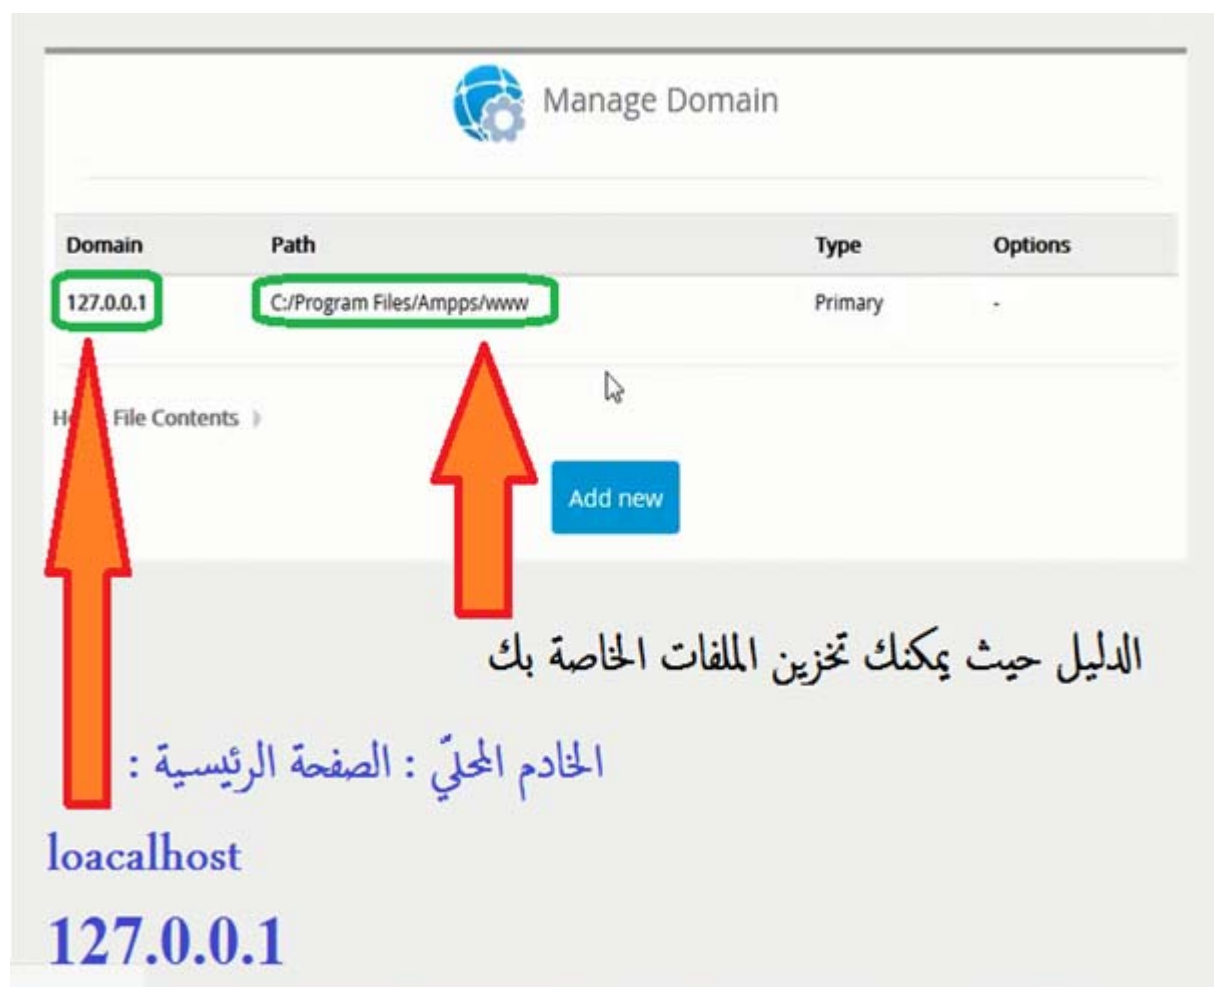 Manage Domain
Domain Path Type Options
127.0.0.1 C:/Program Files/Ampps/www Primary -
File Contents
Add new
الدليل حيث يمكنك تخزين الملفات الخاصة بك
الخادم المحليّ : الصفحة الرئيسية :
loacalhost
127.0.0.1